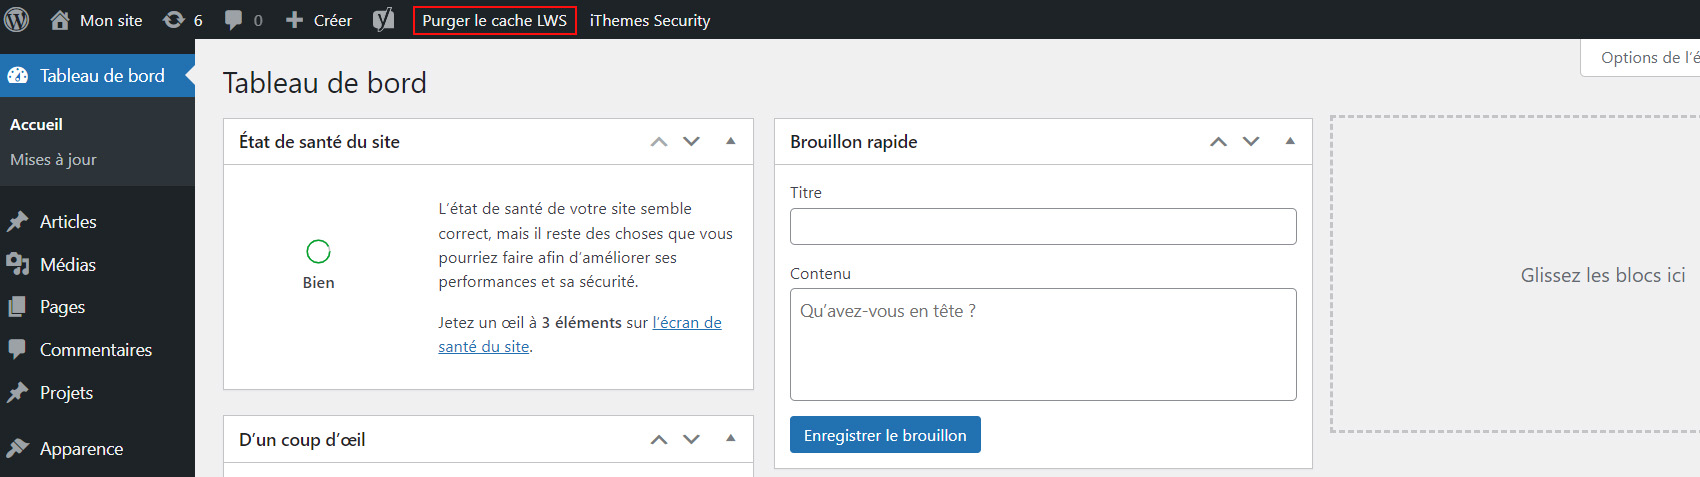 Mon site 6 0 Créer Purger le cache LWS iThemes Security
Options de l'é
Tableau de bord
Accueil
Mises à jour
Articles
Médias
Pages
Commentaires
Projets
Apparence
Tableau de bord
État de santé du site
Bien
L'état de santé de votre site semble
correct, mais il reste des choses que vous
pourriez faire afin d'améliorer ses
performances et sa sécurité.
Jetez un œil à 3 éléments sur l'écran de
santé du site.
D'un coup d'œil
Brouillon rapide
Titre
Contenu
Qu'avez-vous en tête ?
Enregistrer le brouillon
Glissez les blocs ici